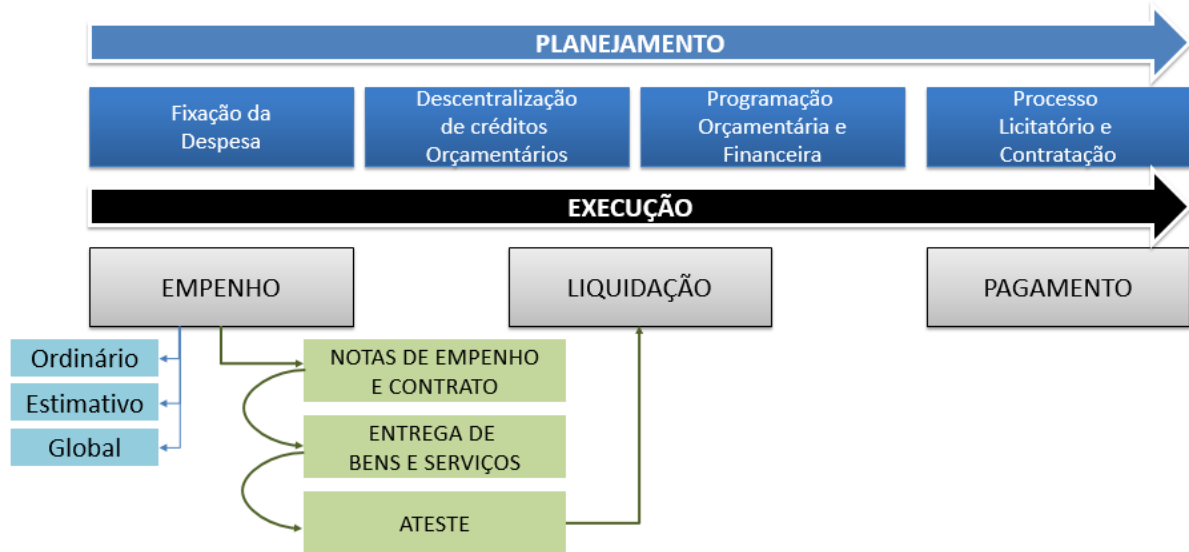 PLANEJAMENTO
Fixação da
Despesa
Descentralização
de créditos
Orçamentários
Programação
Orçamentária e
Financeira
Processo
Licitatório e
Contratação
EXECUÇÃO
EMPENHO
LIQUIDAÇÃO
PAGAMENTO
Ordinário
Estimativo
Global
NOTAS DE EMPENHO
E CONTRATO
ENTREGA DE
BENS E SERVIÇOS
ATESTE